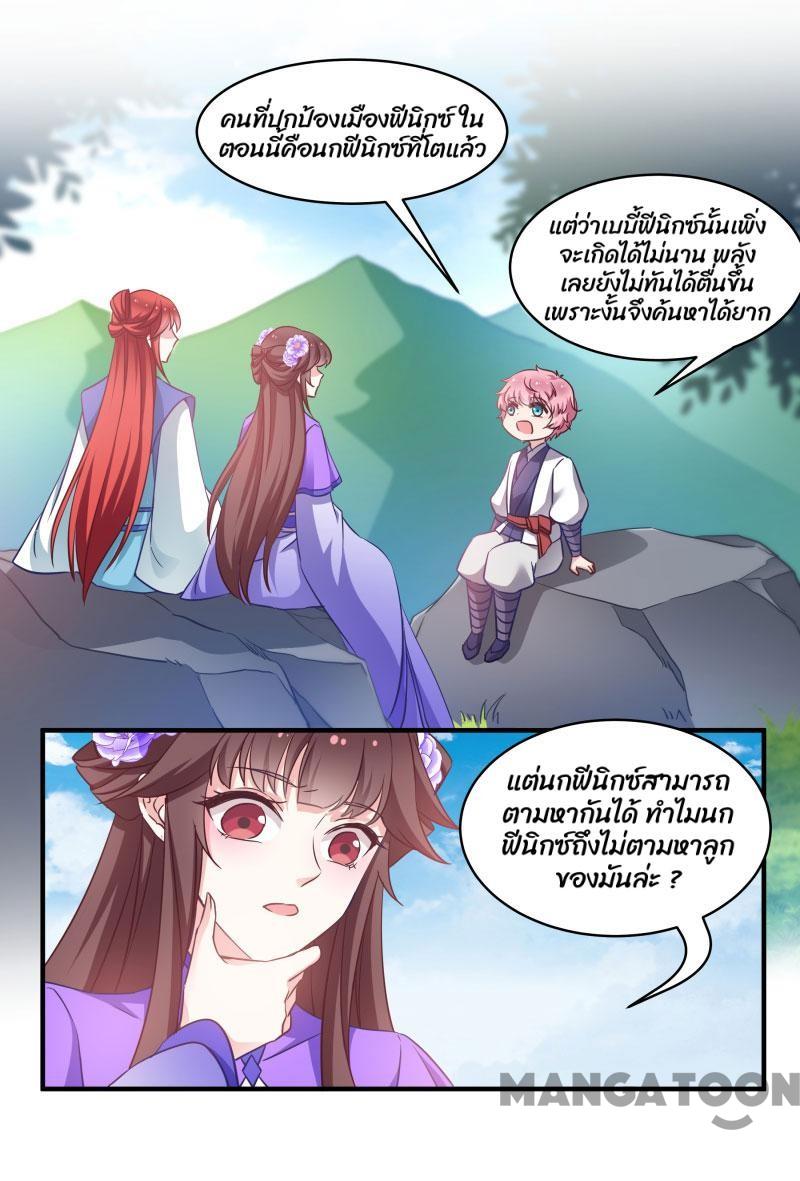 คนที่ปกป้องเมืองฟีนิกซ์ ใน
ตอนนี้คือนกฟีนิกซ์ที่โตแล้ว
แต่ว่าเบบี้ฟีนิกซ์นั้นเพิ่ง
จะเกิดได้ไม่นาน พลัง
เลยยังไม่ทันได้ตื่นขึ้น
เพราะงั้นจึงค้นหาได้ยาก
แต่นกฟีนิกซ์สามารถ
ตามหากันได้ ทำไมนก
ฟีนิกซ์ถึงไม่ตามหาลูก
ของมันล่ะ ?
MANGATOON